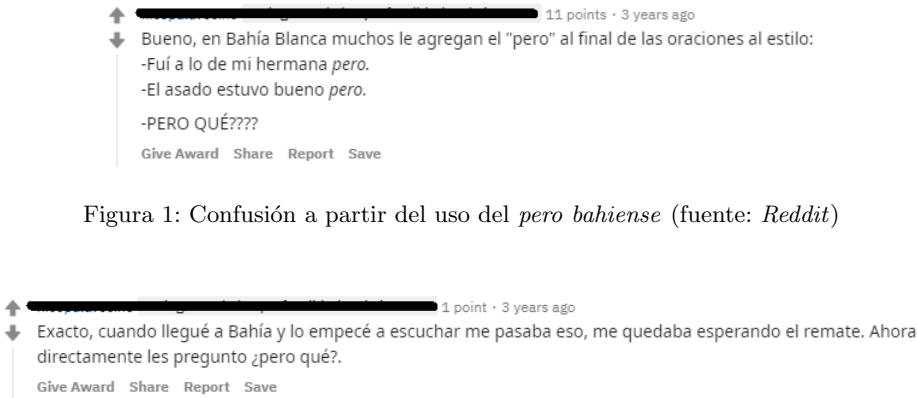 11 points · 3 years ago
Bueno, en Bahía Blanca muchos le agregan el "pero" al final de las oraciones al estilo:
-Fuí a lo de mi hermana pero.
-El asado estuvo bueno pero.
-PERO QUÉ????
Give Award Share Report Save
Figura 1: Confusión a partir del uso del pero bahiense (fuente: Reddit)
1 point · 3 years ago
Exacto, cuando llegué a Bahía y lo empecé a escuchar me pasaba eso, me quedaba esperando el remate. Ahora
directamente les pregunto ¿pero qué?.
Give Award Share Report Save